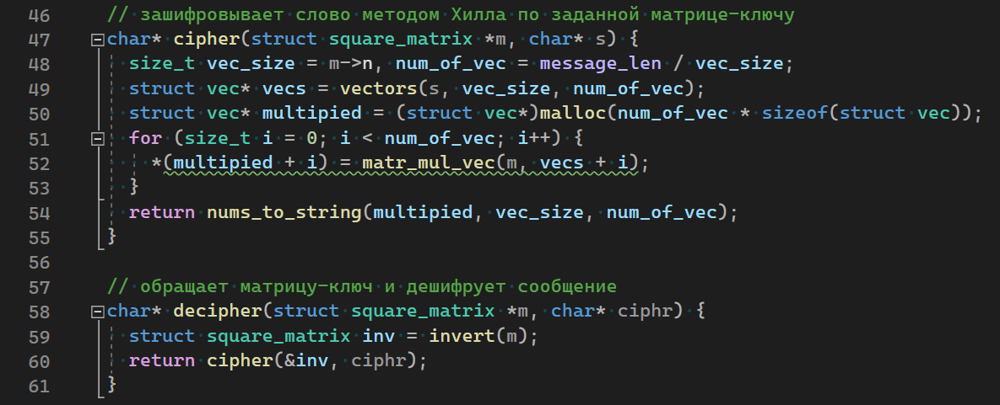 46 // зашифровывает слово методом Хилла по заданной матрице-ключу
47 char* cipher(struct square_matrix *m, char* s) {
48   size_t vec_size = m->n, num_of_vec = message_len / vec_size;
49   struct vec* vecs = vectors(s, vec_size, num_of_vec);
50   struct vec* multipied = (struct vec*)malloc(num_of_vec * sizeof(struct vec));
51   for (size_t i = 0; i < num_of_vec; i++) {
52     *(multipied + i) = matr_mul_vec(m, vecs + i);
53   }
54   return nums_to_string(multipied, vec_size, num_of_vec);
55 }
56
57 // обращает матрицу-ключ и дешифрует сообщение
58 char* decipher(struct square_matrix *m, char* ciphr) {
59   struct square_matrix inv = invert(m);
60   return cipher(&inv, ciphr);
61 }